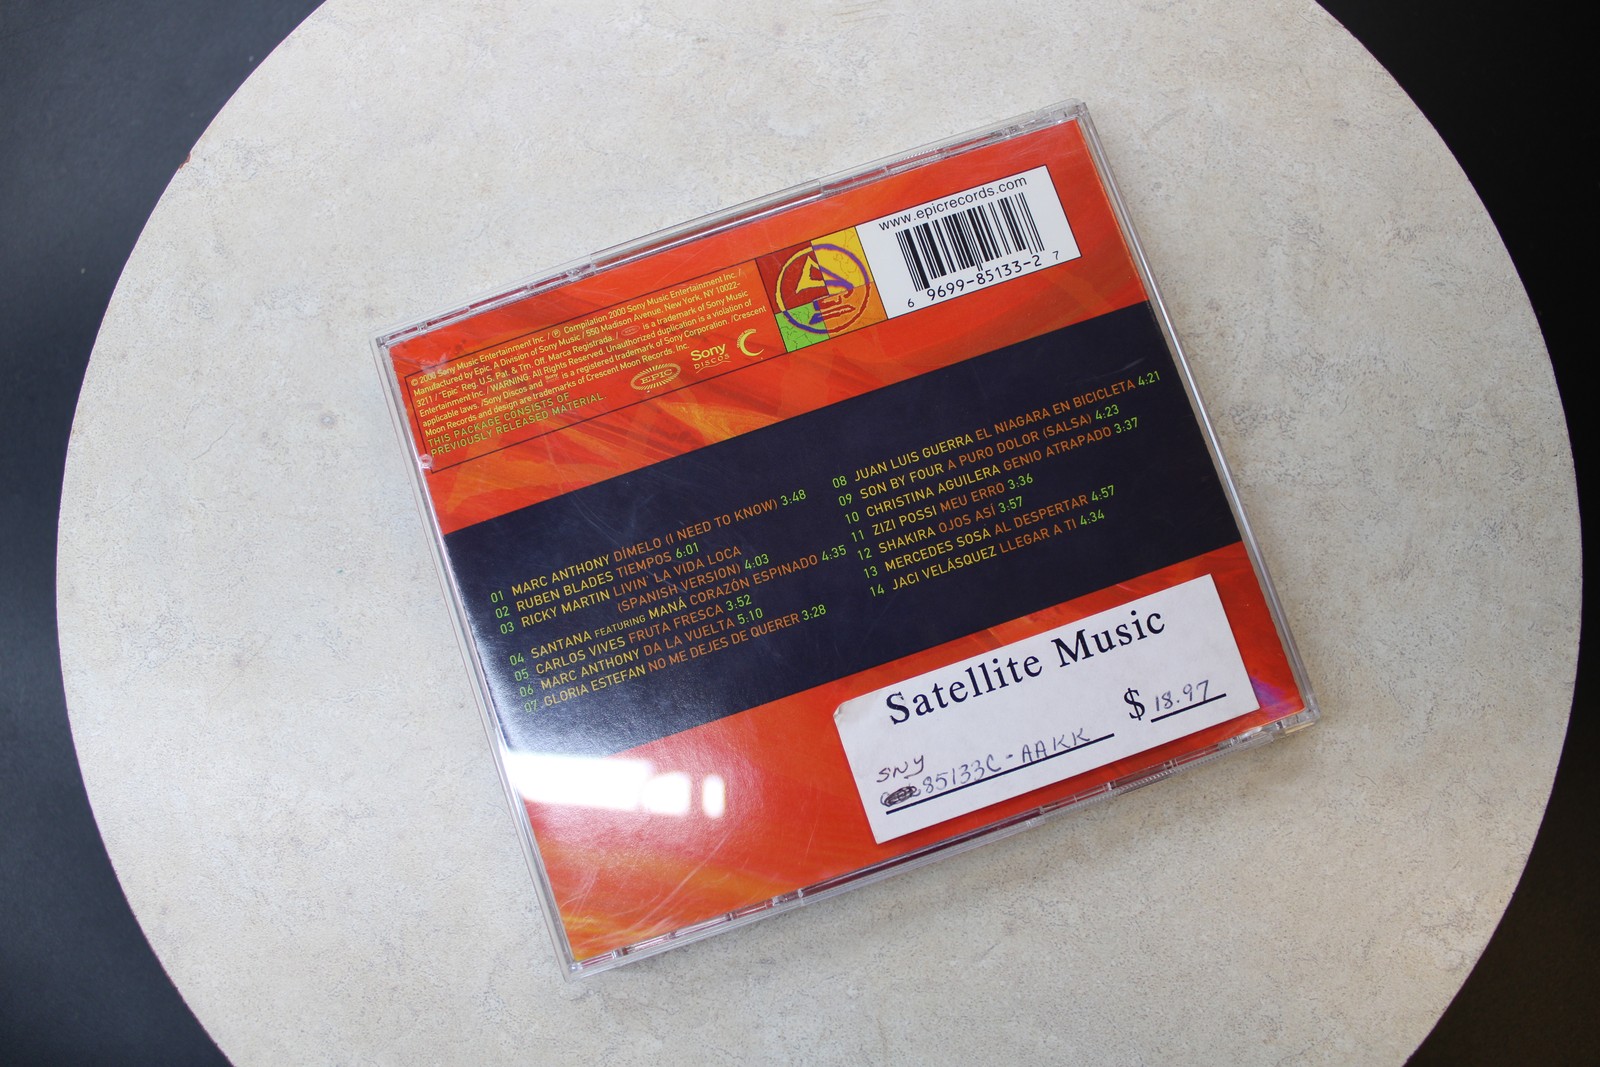 www.epicrecords.com
6 9699-85133-2 7
© 2000 Sony Music Entertainment Inc. / ℗ Compilation 2000 Sony Music Entertainment Inc. /
Manufactured by Epic, A Division of Sony Music / 550 Madison Avenue, New York, NY 10022-
3211 / "Epic" Reg. U.S. Pat. & Tm. Off. Marca Registrada. / is a trademark of Sony Music
Entertainment Inc. / WARNING: All Rights Reserved. Unauthorized duplication is a violation of
applicable laws. /Sony Discos and is a registered trademark of Sony Corporation. /Crescent
Moon Records and design are trademarks of Crescent Moon Records, Inc.
THIS PACKAGE CONSISTS OF
PREVIOUSLY RELEASED MATERIAL.
EPIC
Sony
DISCOS
01 MARC ANTHONY DÍMELO (I NEED TO KNOW) 3:48
02 RUBEN BLADES TIEMPOS 6:01
03 RICKY MARTIN LIVIN' LA VIDA LOCA
(SPANISH VERSION) 4:03
04 SANTANA FEATURING MANÁ CORAZÓN ESPINADO 4:35
05 CARLOS VIVES FRUTA FRESCA 3:52
06 MARC ANTHONY DA LA VUELTA 5:10
07 GLORIA ESTEFAN NO ME DEJES DE QUERER 3:28
08 JUAN LUIS GUERRA EL NIAGARA EN BICICLETA 4:21
09 SON BY FOUR A PURO DOLOR (SALSA) 4:23
10 CHRISTINA AGUILERA GENIO ATRAPADO 3:37
11 ZIZI POSSI MEU ERRO 3:36
12 SHAKIRA OJOS ASÍ 3:57
13 MERCEDES SOSA AL DESPERTAR 4:57
14 JACI VELÁSQUEZ LLEGAR A TI 4:34
Satellite Music
$ 18.97
SNY
85133C-AAKK